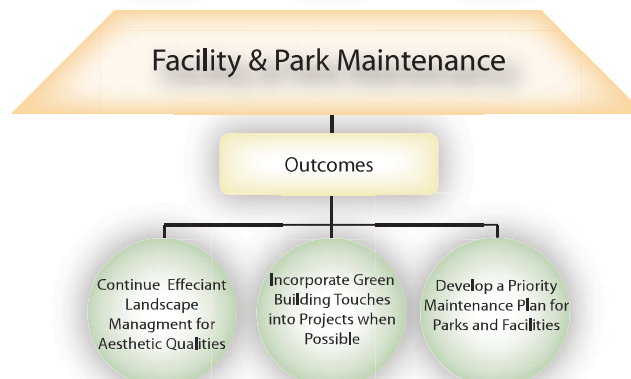 Facility & Park Maintenance
Outcomes
Continue Effeciant
Landscape
Managment for
Aesthetic Qualities
Incorporate Green
Building Touches
into Projects when
Possible
Develop a Priority
Maintenance Plan for
Parks and Facilities